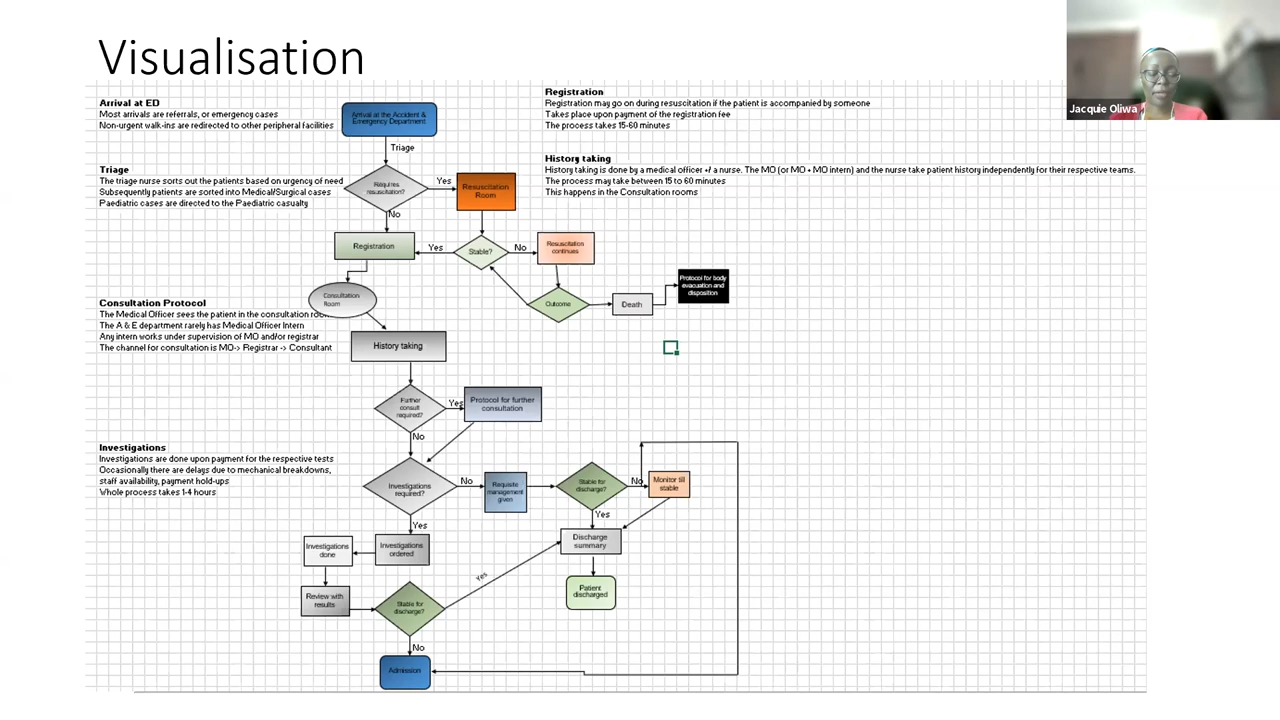 Visualisation
Jacquie Oliwa
Arrival at ED
Most arrivals are referrals, or emergency cases
Non-urgent walk-ins are redirected to other peripheral facilities
Arrival at the Accident &
Emergency Department
Registration
Registration may go on during resuscitation if the patient is accompanied by someone
Takes place upon payment of the registration fee
The process takes 15-60 minutes
Triage
Triage
The triage nurse sorts out the patients based on urgency of need
Subsequently patients are sorted into Medical/Surgical cases
Paediatric cases are directed to the Paediatric casualty
Requires
resuscitation?
Yes
Resuscitation
Room
No
History taking
History taking is done by a medical officer +/ a nurse. The MO (or MO + MO intern) and the nurse take patient history independently for their respective teams.
The process may take between 15 to 60 minutes
This happens in the Consultation rooms
Registration
Yes
Stable?
No
Resuscitation
continues
Consultation
Room
Outcome
Death
Protocol for body
evacuation and
disposition
Consultation Protocol
The Medical Officer sees the patient in the consultation
The A & E department rarely has Medical Officer Intern
Any intern works under supervision of MO and/or registrar
The channel for consultation is MO-> Registrar -> Consultant
History taking
Further
consult
required?
Yes
Protocol for further
consultation
No
Investigations
Investigations are done upon payment for the respective tests
Occasionally there are delays due to mechanical breakdowns,
staff availability, payment hold-ups
Whole process takes 1-4 hours
Investigations
required?
No
Requisite
management
given
Stable for
discharge?
No
Monitor till
stable
Yes
Yes
Investigations
done
Investigations
ordered
Discharge
summary
Review with
results
Stable for
discharge?
Yes
Patient
discharged
No
Admission